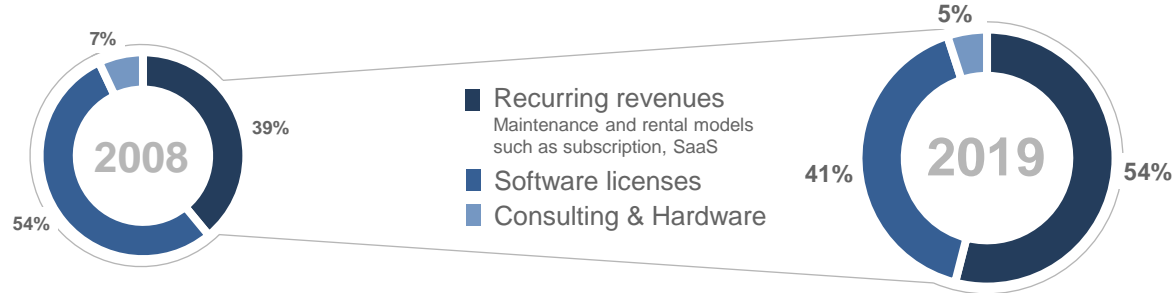 7%
39%
54%
2008
Recurring revenues
Maintenance and rental models
such as subscription, SaaS
Software licenses
Consulting & Hardware
5%
41%
54%
2019